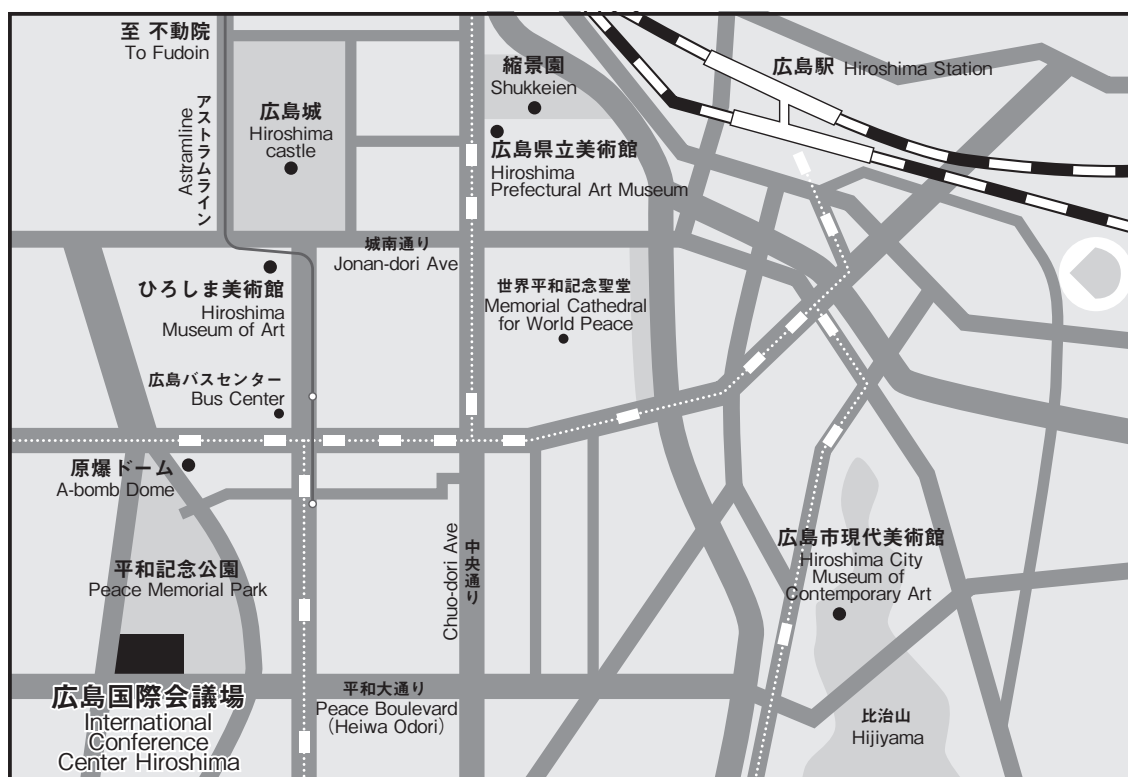 至 不動院
To Fudoin
アストラムライン
Astramline
広島城
Hiroshima
castle
縮景園
Shukkeien
広島県立美術館
Hiroshima
Prefectural Art Museum
広島駅 Hiroshima Station
城南通り
Jonan-dori Ave
ひろしま美術館
Hiroshima
Museum of Art
世界平和記念聖堂
Memorial Cathedral
for World Peace
広島バスセンター
Bus Center
原爆ドーム
A-bomb Dome
Chuo-dori Ave
中央通り
広島市現代美術館
Hiroshima City
Museum of
Contemporary Art
平和記念公園
Peace Memorial Park
広島国際会議場
International
Conference
Center Hiroshima
平和大通り
Peace Boulevard
(Heiwa Odori)
比治山
Hijiyama